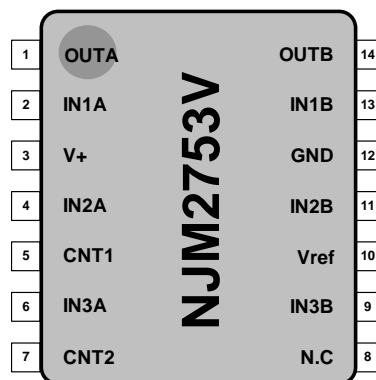 1 OUTA OUTB 14
2 IN1A IN1B 13
3 V+ GND 12
4 IN2A IN2B 11
5 CNT1 Vref 10
6 IN3A IN3B 9
7 CNT2 N.C 8
NJM2753V